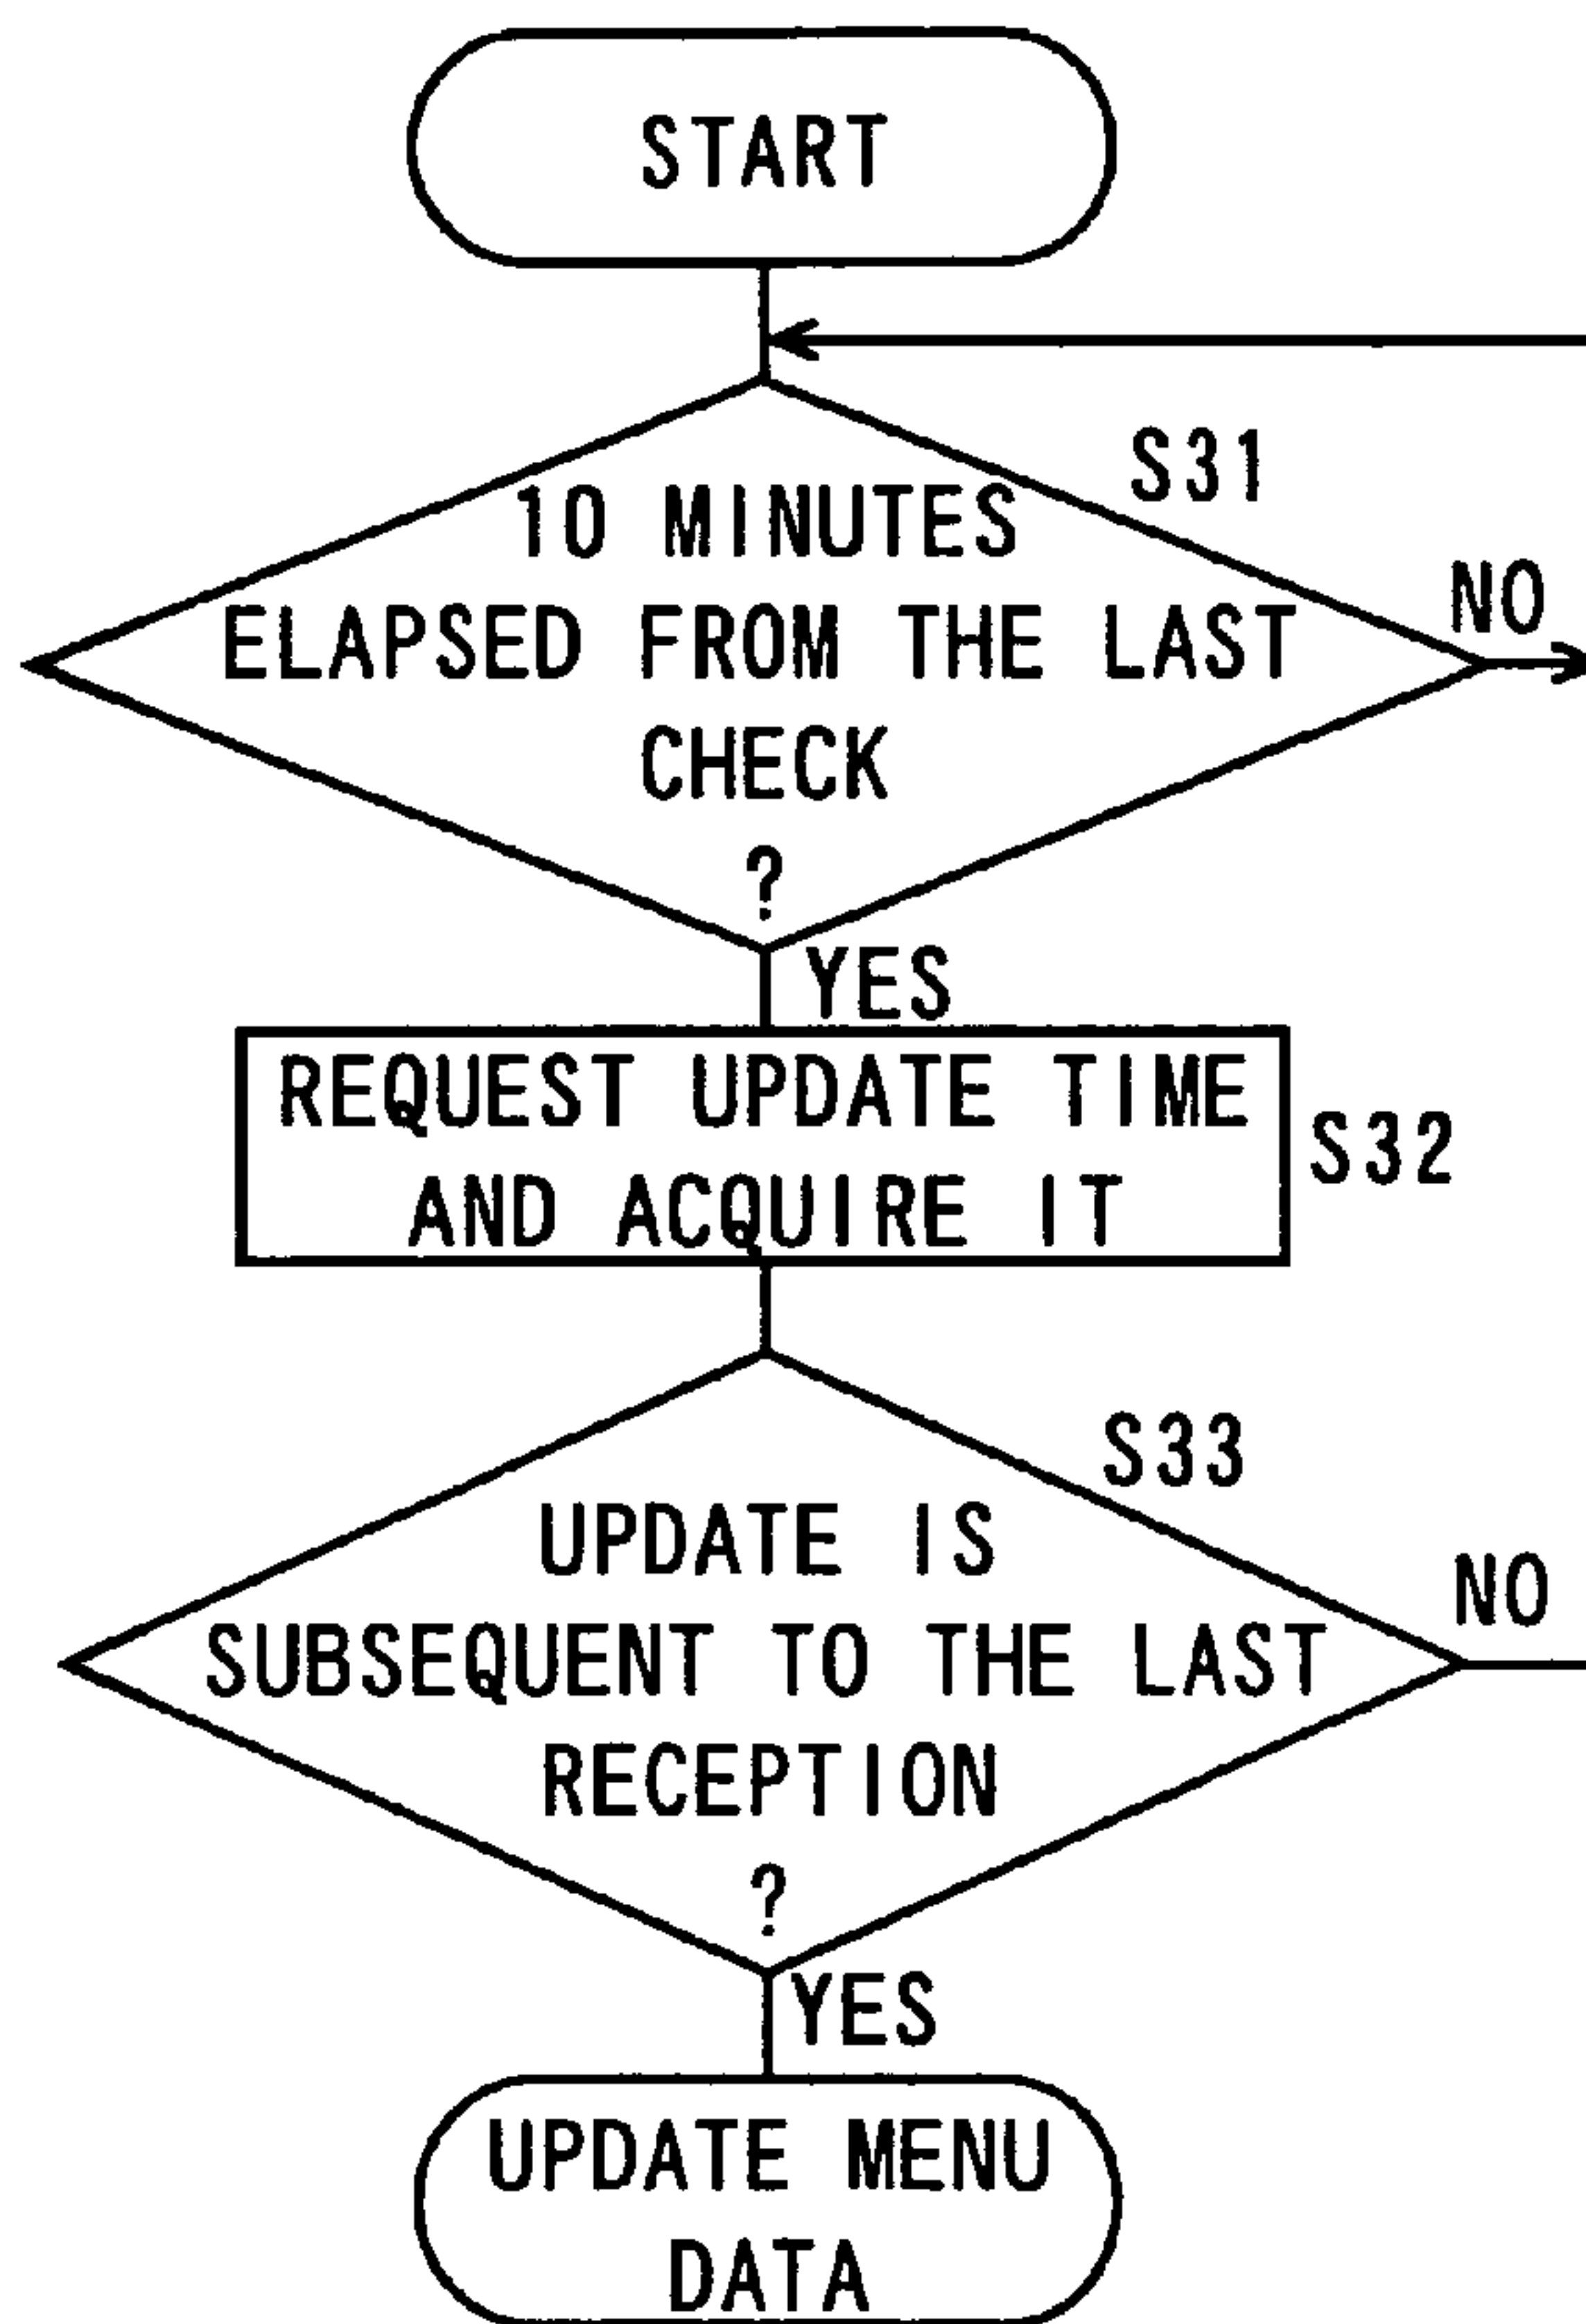 START
S31
10 MINUTES
ELAPSED FROM THE LAST
CHECK
?
NO
YES
REQUEST UPDATE TIME
AND ACQUIRE IT
S32
S33
UPDATE IS
SUBSEQUENT TO THE LAST
RECEPTION
?
NO
YES
UPDATE MENU
DATA